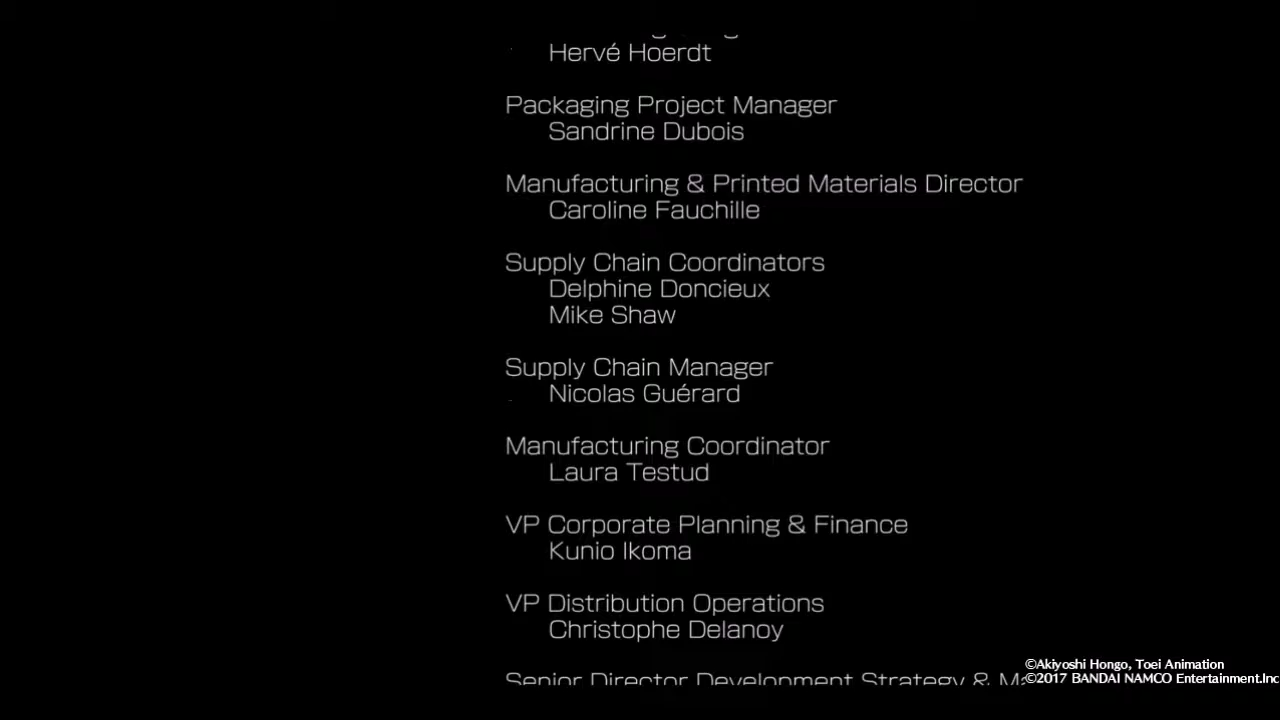 Hervé Hoerdt
Packaging Project Manager
Sandrine Dubois
Manufacturing & Printed Materials Director
Caroline Fauchille
Supply Chain Coordinators
Delphine Doncieux
Mike Shaw
Supply Chain Manager
Nicolas Guérard
Manufacturing Coordinator
Laura Testud
VP Corporate Planning & Finance
Kunio Ikoma
VP Distribution Operations
Christophe Delanoy
Senior Director Development Strategy &
©Akiyoshi Hongo, Toei Animation
©2017 BANDAI NAMCO Entertainment.Inc